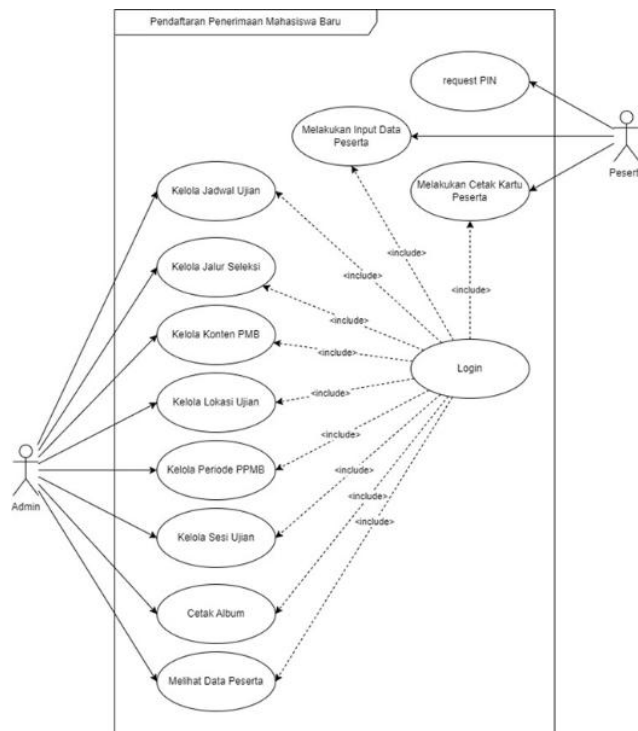 Pendaftaran Penerimaan Mahasiswa Baru
request PIN
Melakukan Input Data
Peserta
Pesert
Melakukan Cetak Kartu
Peserta
Kelola Jadwal Ujian
<include>
<include>
<include>
Kelola Jalur Seleksi
<include>
Kelola Konten PMB
<include>
Login
Kelola Lokasi Ujian
<include>
<include>
Kelola Periode PPMB
<include>
Admin
<include>
<include>
Kelola Sesi Ujian
Cetak Album
Melihat Data Peserta